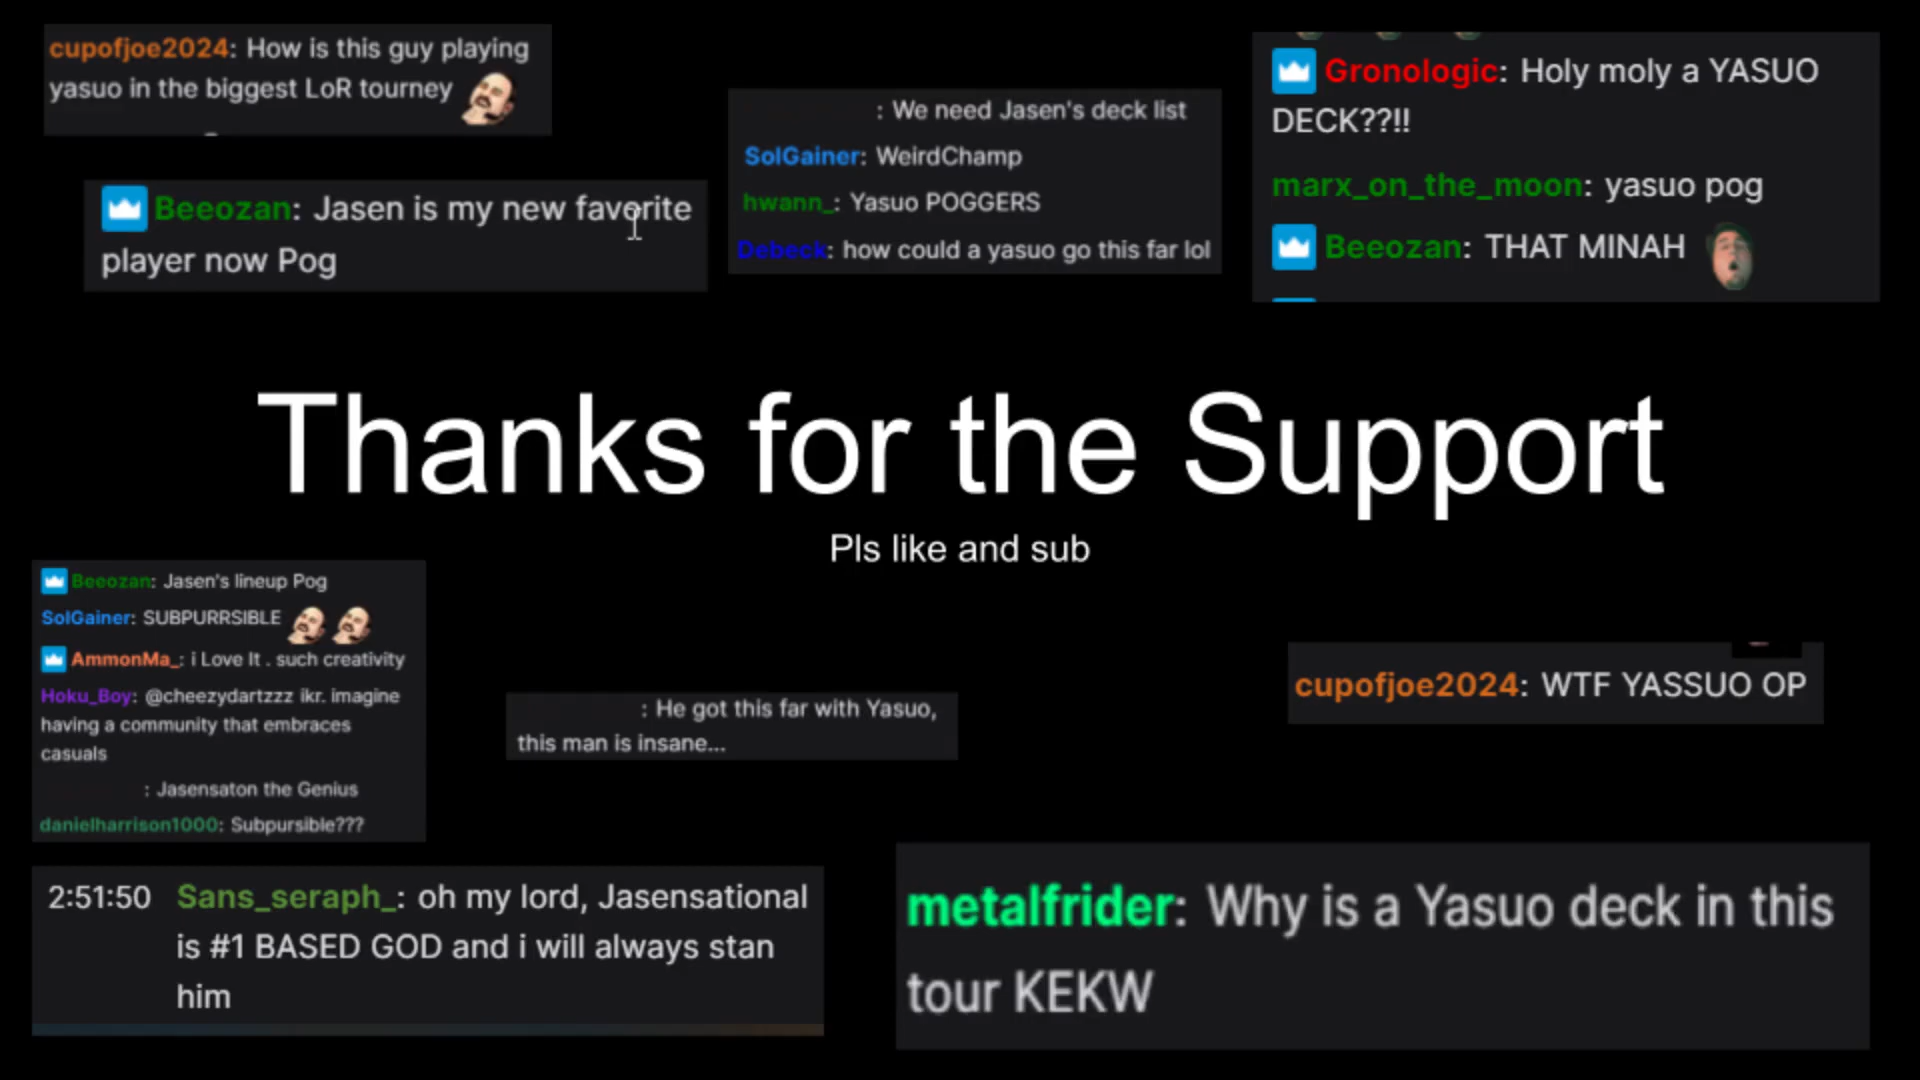 cupofjoe2024: How is this guy playing
yasuo in the biggest LoR tourney
Beeozan: Jasen is my new favorite
player now Pog
: We need Jasen's deck list
SolGainer: WeirdChamp
hwann_: Yasuo POGGERS
Debeck: how could a yasuo go this far lol
Gronologic: Holy moly a YASUO
DECK??!!
marx_on_the_moon: yasuo pog
Beeozan: THAT MINAH
Thanks for the Support
Pls like and sub
Beeozan: Jasen's lineup Pog
SolGainer: SUBPURRSIBLE
AmmonMa_: i Love It . such creativity
Hoku_Boy: @cheezydartzzz ikr. imagine
having a community that embraces
casuals
: Jasensaton the Genius
danielharrison1000: Subpursible???
: He got this far with Yasuo,
this man is insane...
cupofjoe2024: WTF YASSUO OP
2:51:50 Sans_seraph_: oh my lord, Jasensational
is #1 BASED GOD and i will always stan
him
metalfrider: Why is a Yasuo deck in this
tour KEKW